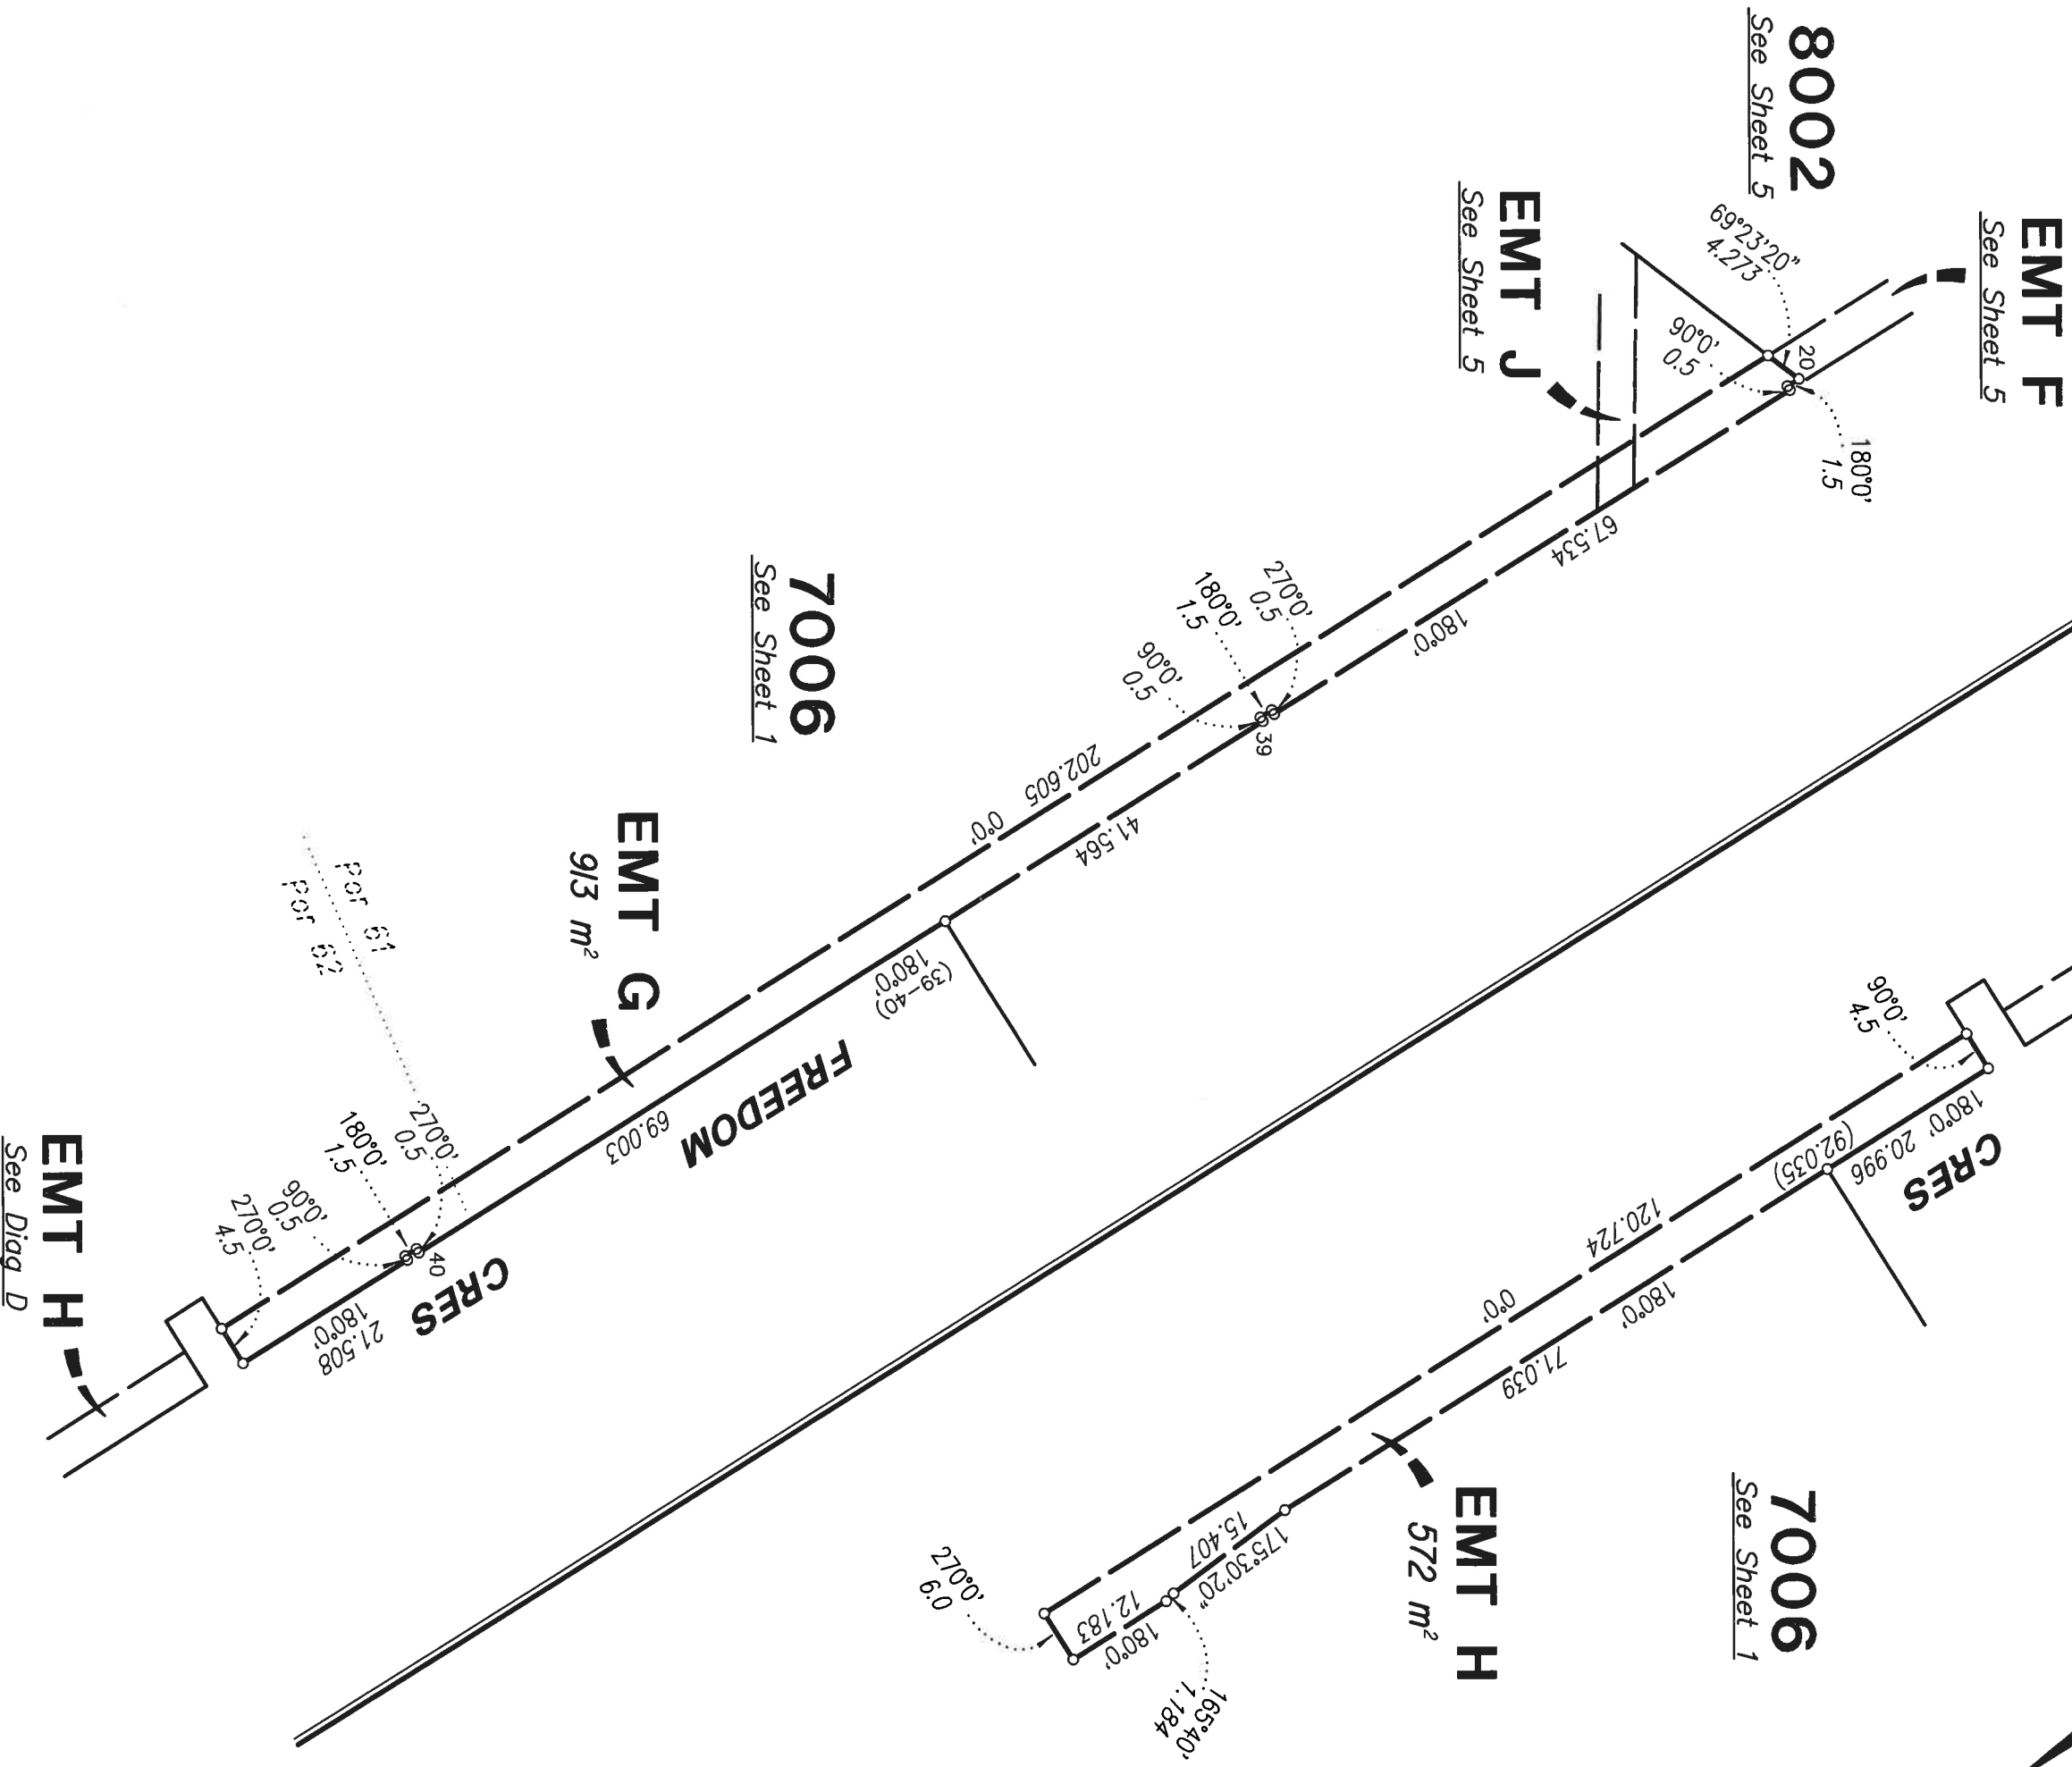 8002
See Sheet 5
EMT F
See Sheet 5
EMT J
See Sheet 5
69°23'20"
4.273
90°0'
0.5
20
180°0'
1.5
67.534
180°0'
270°0'
0.5
180°0'
1.5
90°0'
0.5
39
7006
See Sheet 1
202.605
0°0'
41.564
(39-40)
180°0'
EMT G
913 m²
FREEDOM
69.003
Por 61
Por 62
270°0'
0.5
180°0'
1.5
90°0'
0.5
270°0'
4.5
40
CRES
180°0'
21.508
EMT H
See Diag D
90°0'
4.5
180°0'
20.996
(92.035)
CRES
120.724
0°0'
180°0'
71.039
EMT H
572 m²
7006
See Sheet 1
175°30'20"
15.407
12.183
180°0'
270°0'
6.0
165°40'
1.184